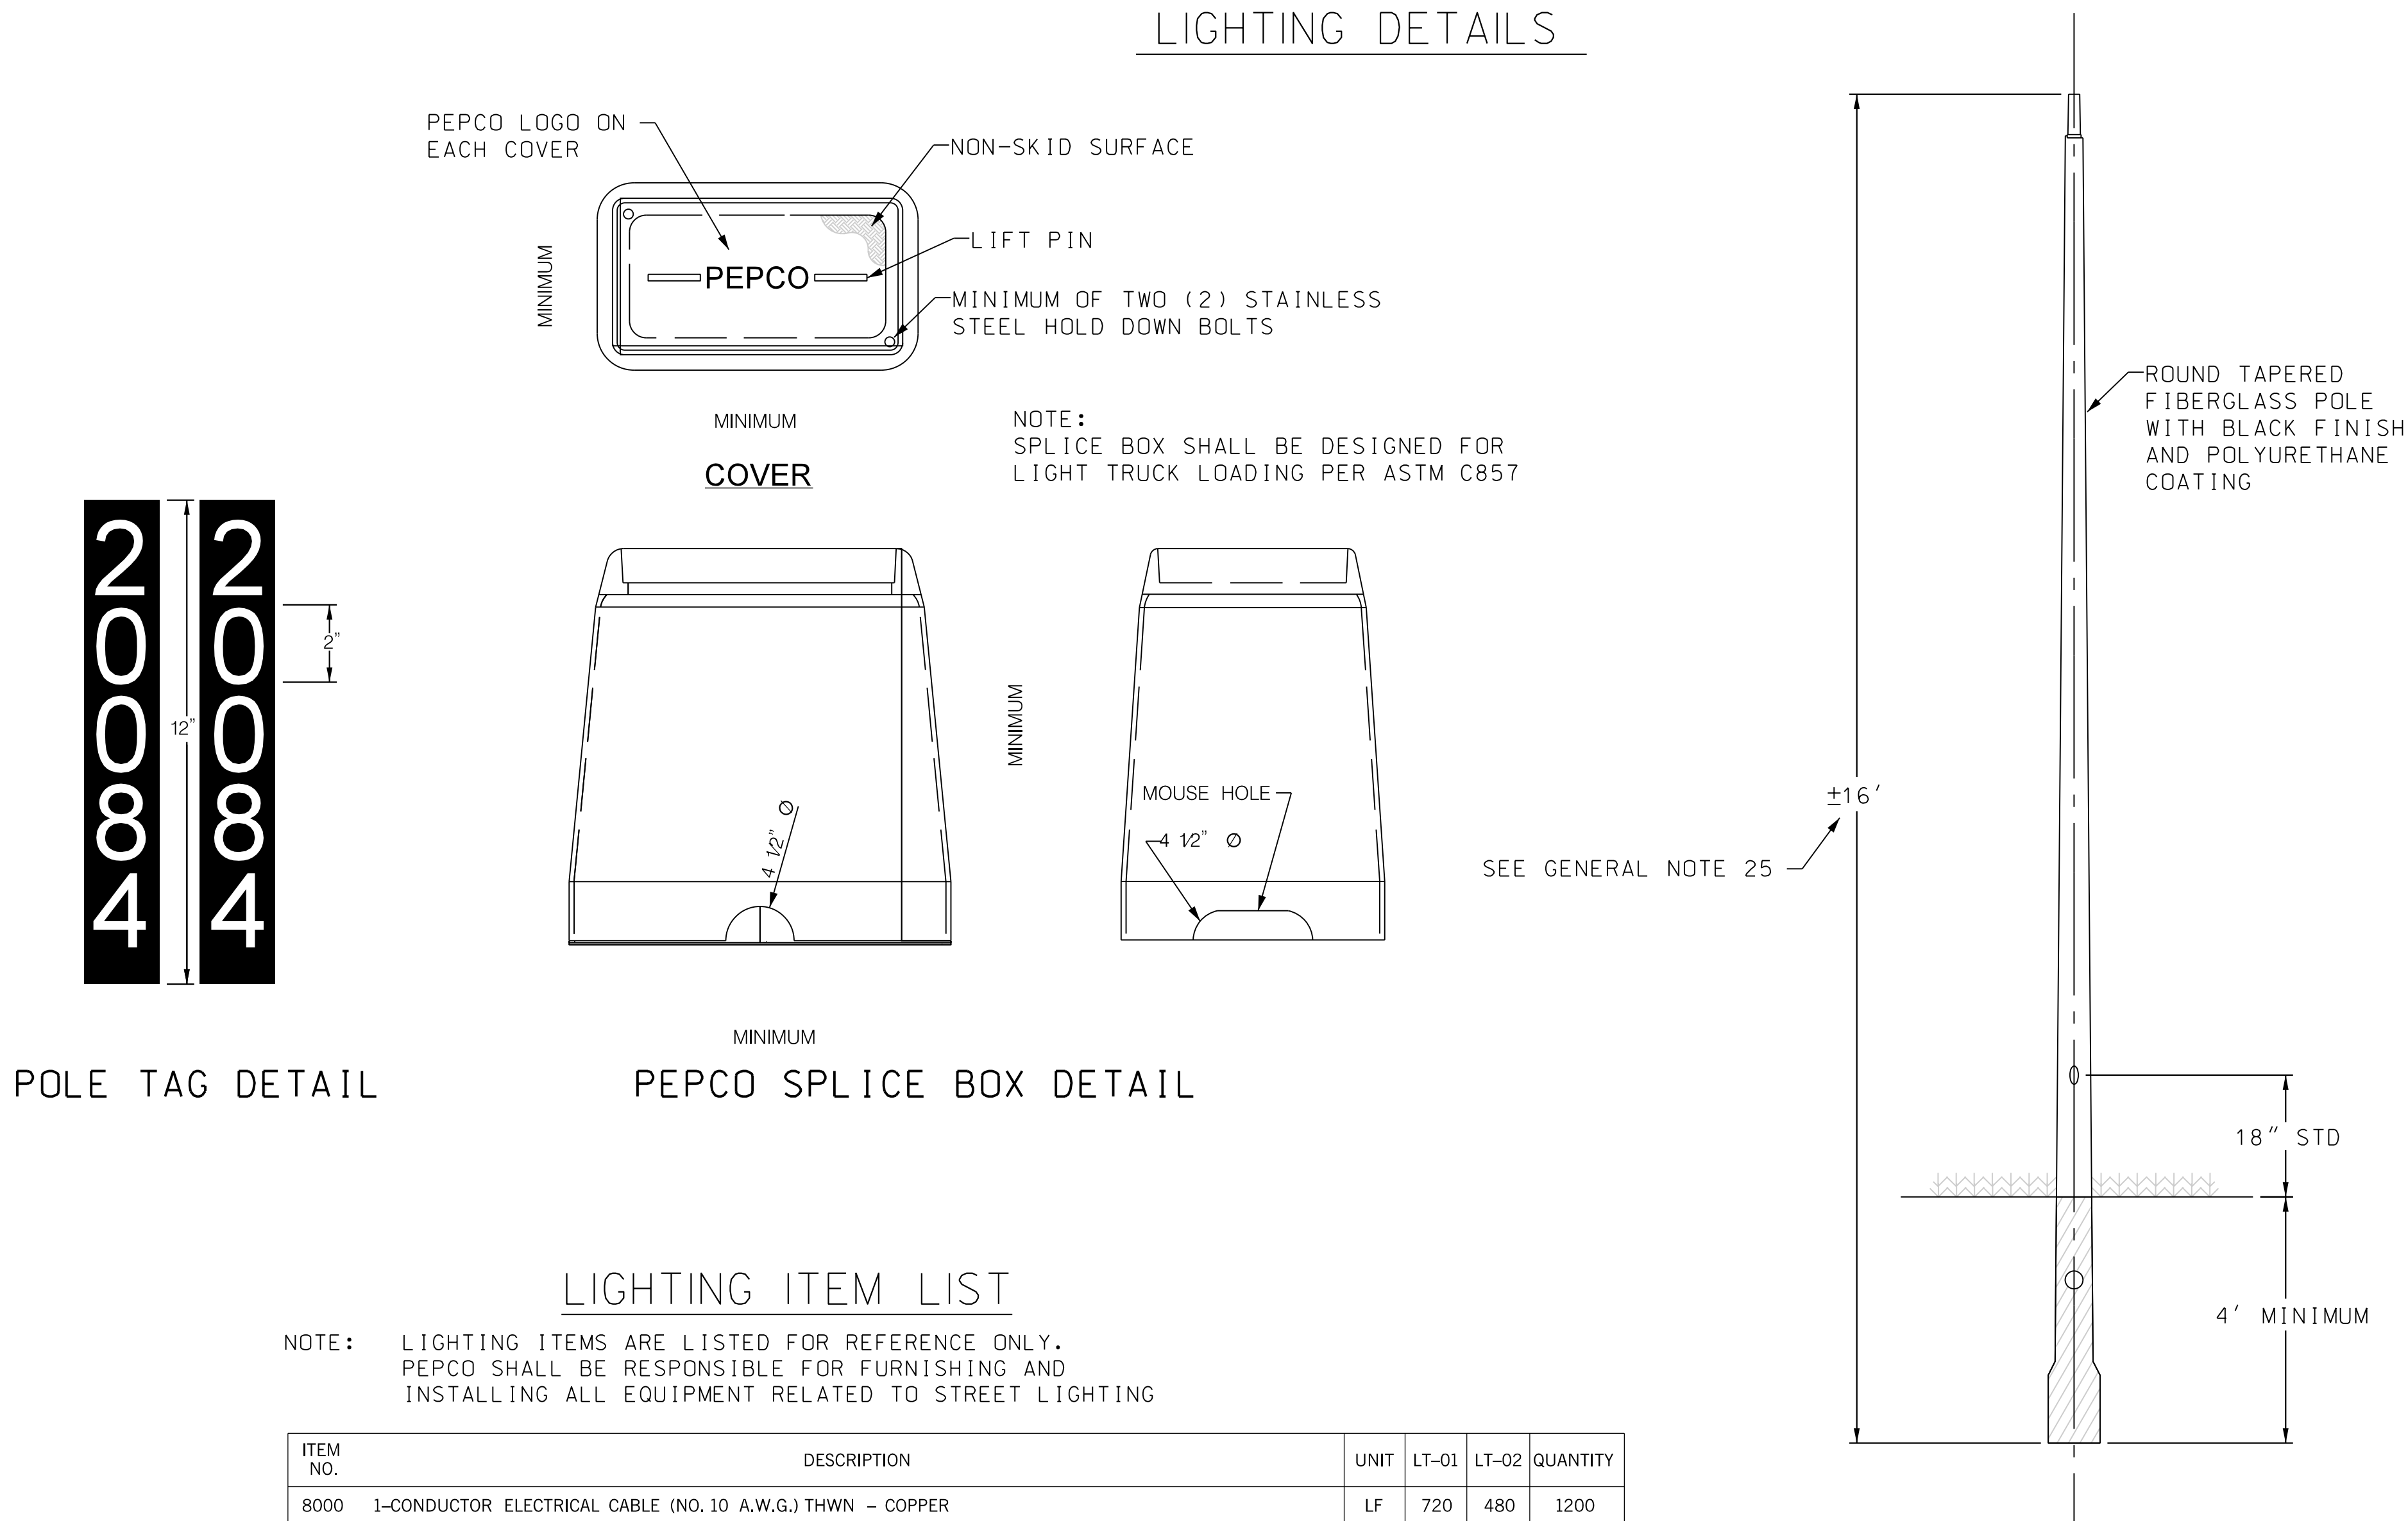 LIGHTING DETAILS
PEPCO LOGO ON
EACH COVER
NON-SKID SURFACE
LIFT PIN
MINIMUM
PEPCO
MINIMUM OF TWO (2) STAINLESS
STEEL HOLD DOWN BOLTS
MINIMUM
COVER
NOTE:
SPLICE BOX SHALL BE DESIGNED FOR
LIGHT TRUCK LOADING PER ASTM C857
ROUND TAPERED
FIBERGLASS POLE
WITH BLACK FINISH
AND POLYURETHANE
COATING
2
0
0
8
4
12"
2
0
0
8
4
2"
4 1/2" Ø
MINIMUM
MOUSE HOLE
4 1/2" Ø
±16'
SEE GENERAL NOTE 25
MINIMUM
POLE TAG DETAIL
PEPCO SPLICE BOX DETAIL
18" STD
4' MINIMUM
LIGHTING ITEM LIST
NOTE: LIGHTING ITEMS ARE LISTED FOR REFERENCE ONLY.
PEPCO SHALL BE RESPONSIBLE FOR FURNISHING AND
INSTALLING ALL EQUIPMENT RELATED TO STREET LIGHTING
ITEM NO. DESCRIPTION UNIT LT-01 LT-02 QUANTITY
8000 1-CONDUCTOR ELECTRICAL CABLE (NO. 10 A.W.G.) THWN - COPPER LF 720 480 1200